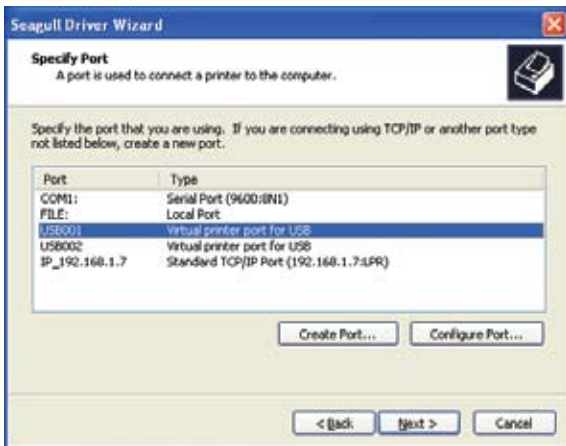 Seagull Driver Wizard
Specify Port
A port is used to connect a printer to the computer.
Specify the port that you are using. If you are connecting using TCP/IP or another port type
not listed below, create a new port.
Port Type
COM1: Serial Port (9600:8N1)
FILE: Local Port
USB001 Virtual printer port for USB
USB002 Virtual printer port for USB
IP_192.168.1.7 Standard TCP/IP Port (192.168.1.7:LPR)
Create Port... Configure Port...
< Back Next > Cancel